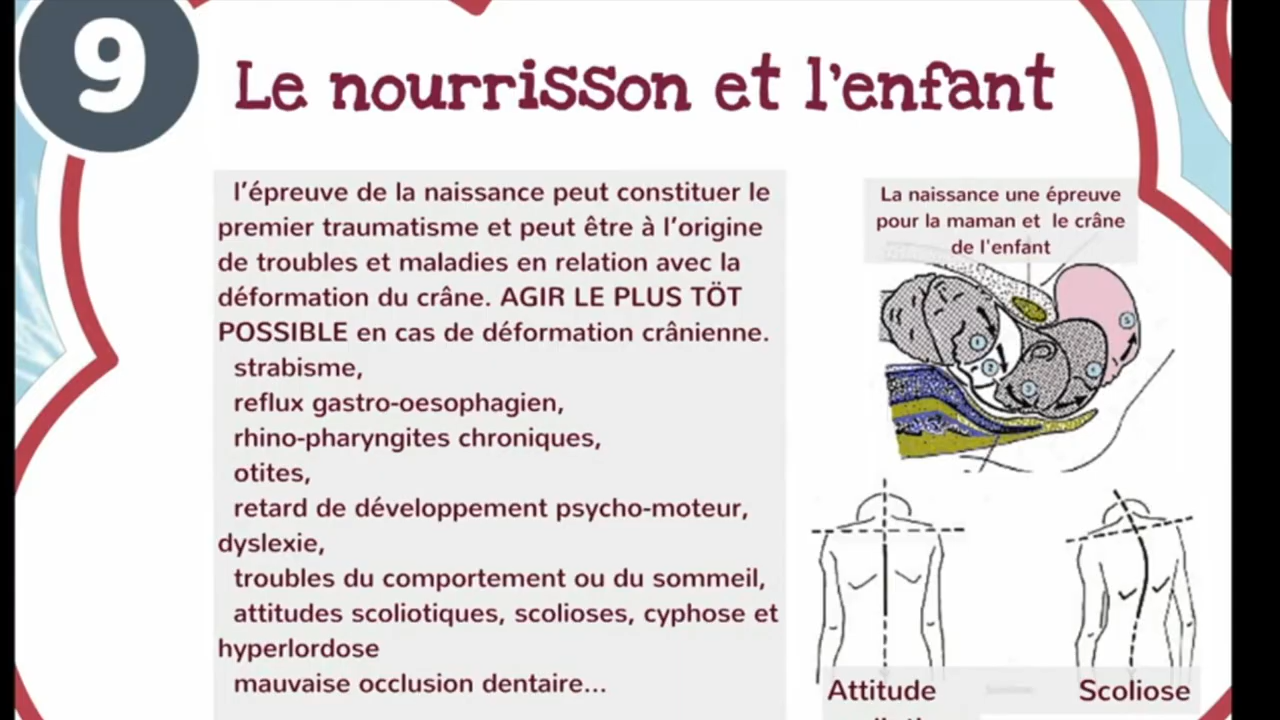 9
Le nourrisson et l'enfant
l'épreuve de la naissance peut constituer le
premier traumatisme et peut être à l'origine
de troubles et maladies en relation avec la
déformation du crâne. AGIR LE PLUS TÖT
POSSIBLE en cas de déformation crânienne.
strabisme,
reflux gastro-oesophagien,
rhino-pharyngites chroniques,
otites,
retard de développement psycho-moteur,
dyslexie,
troubles du comportement ou du sommeil,
attitudes scoliotiques, scolioses, cyphose et
hyperlordose
mauvaise occlusion dentaire...
La naissance une épreuve
pour la maman et le crâne
de l'enfant
Attitude
Scoliose